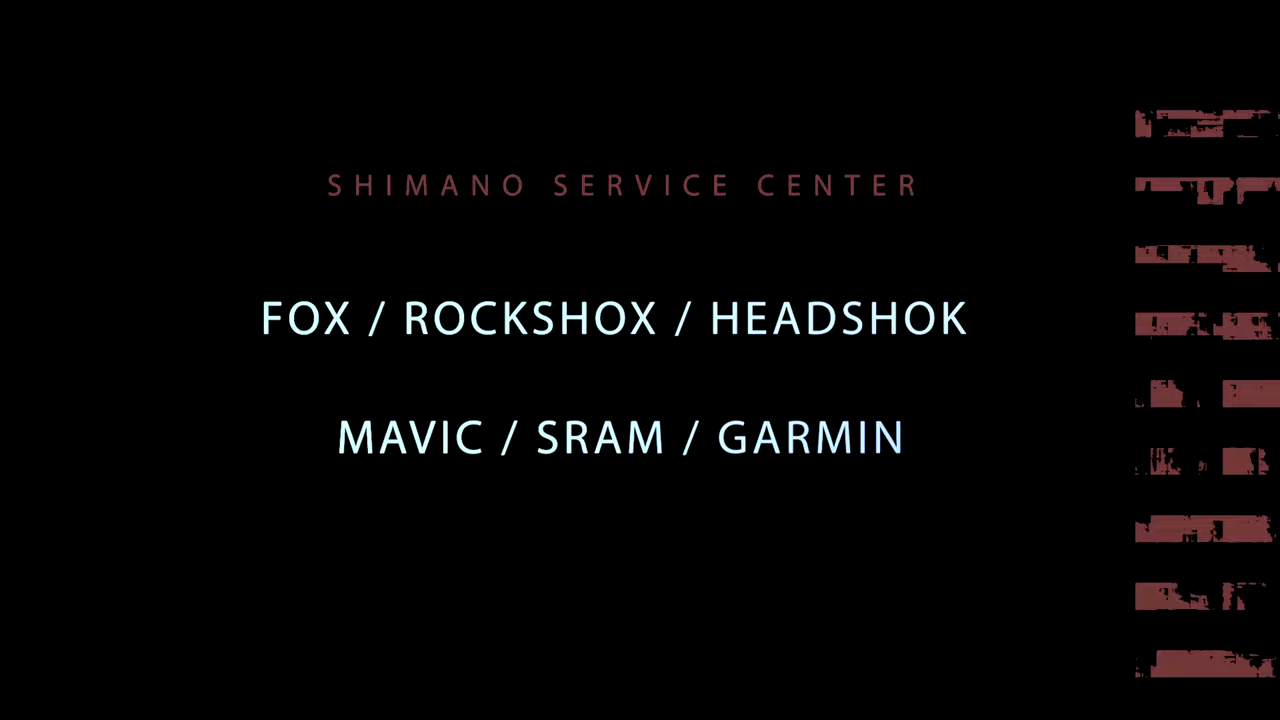 SHIMANO SERVICE CENTER
FOX / ROCKSHOX / HEADSHOK
MAVIC / SRAM / GARMIN